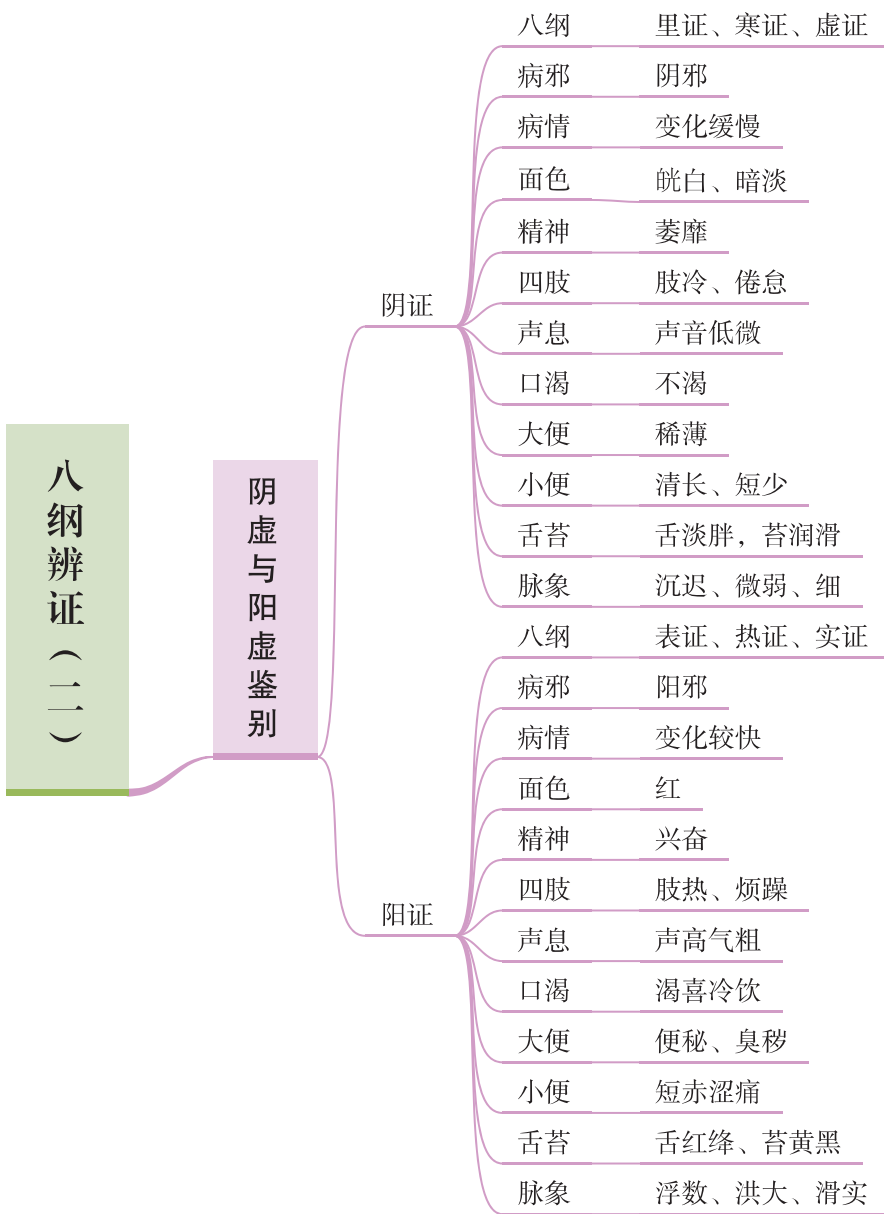 八纲辨证（二）
阴虚与阳虚鉴别
阴证
八纲 里证、寒证、虚证
病邪 阴邪
病情 变化缓慢
面色 㿠白、暗淡
精神 萎靡
四肢 肢冷、倦怠
声息 声音低微
口渴 不渴
大便 稀薄
小便 清长、短少
舌苔 舌淡胖，苔润滑
脉象 沉迟、微弱、细
阳证
八纲 表证、热证、实证
病邪 阳邪
病情 变化较快
面色 红
精神 兴奋
四肢 肢热、烦躁
声息 声高气粗
口渴 渴喜冷饮
大便 便秘、臭秽
小便 短赤涩痛
舌苔 舌红绛、苔黄黑
脉象 浮数、洪大、滑实